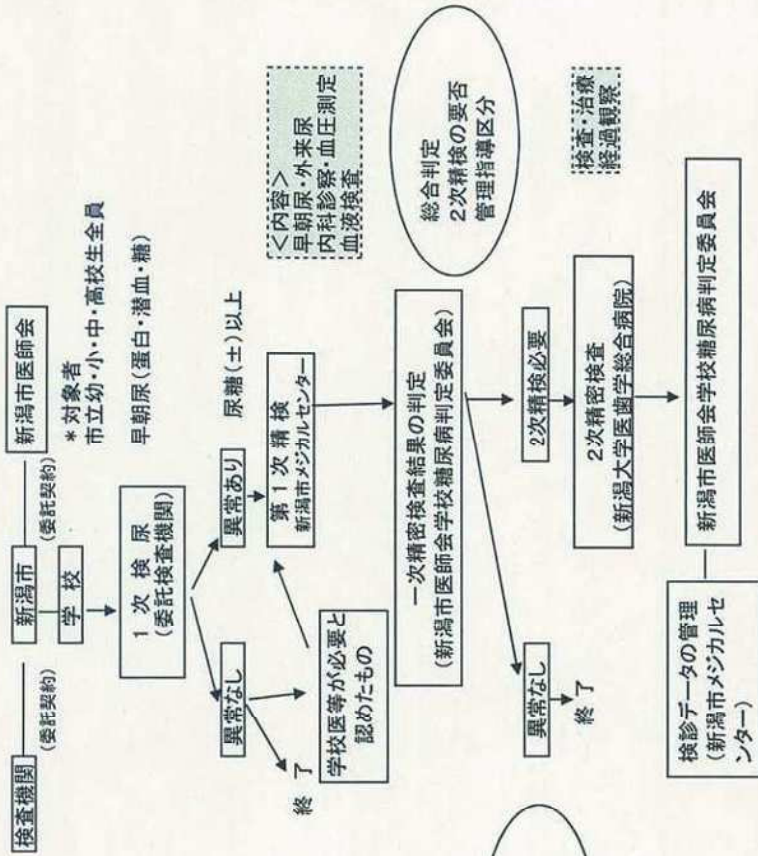 検査機関
新潟市
新潟市医師会
(委託契約)
(委託契約)
学校
*対象者
市立幼・小・中・高校生全員
1次検尿
(委託検査機関)
早朝尿(蛋白・潜血・糖)
異常なし
異常あり
尿糖(±)以上
終了
学校医等が必要と
認めたもの
第1次精検
新潟市メジカルセンター
<内容>
早朝尿・外来尿
内科診察・血圧測定
血液検査
一次精密検査結果の判定
(新潟市医師会学校糖尿病判定委員会)
総合判定
2次精検の要否
管理指導区分
異常なし
終了
2次精検必要
2次精密検査
(新潟大学医歯学総合病院)
検査・治療
経過観察
検診データの管理
(新潟市メジカルセ
ンター)
新潟市医師会学校糖尿病判定委員会